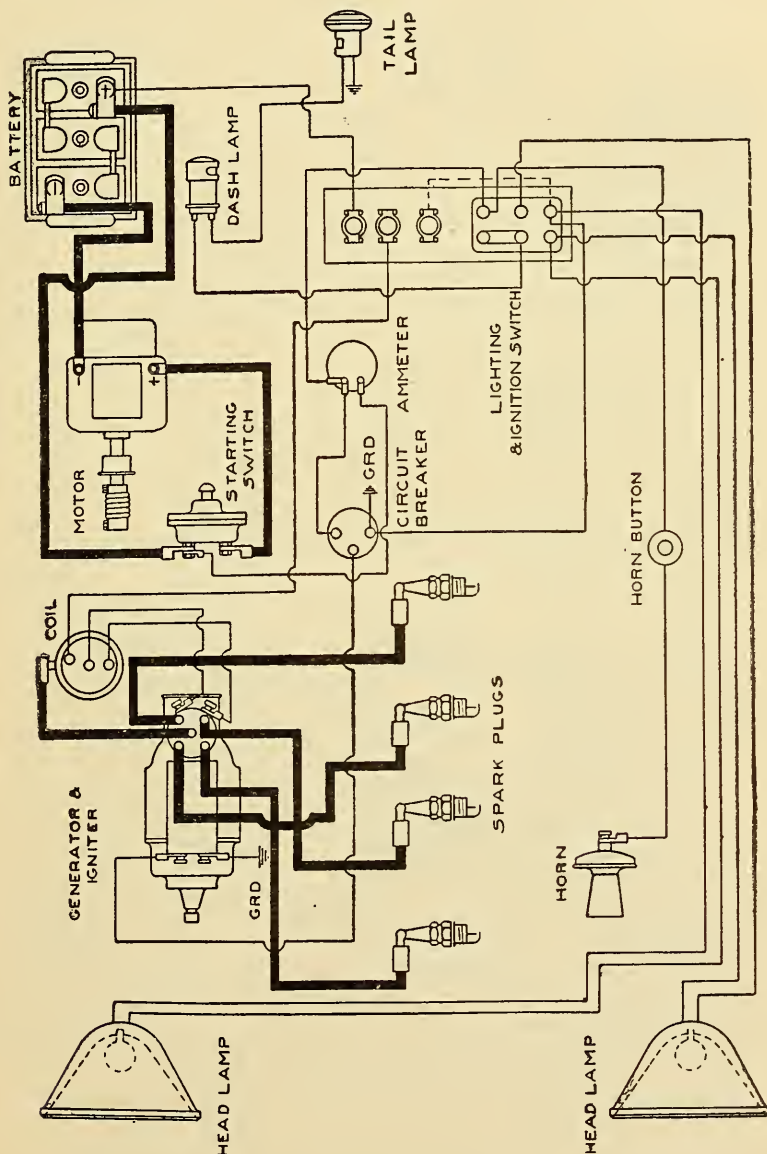 BATTERY
TAIL
LAMP
DASH LAMP
+
-
+
MOTOR
STARTING
SWITCH
AMMETER
CIRCUIT
BREAKER
GRD
LIGHTING
& IGNITION SWITCH
COIL
HORN BUTTON
GENERATOR &
IGNITER
GRD
SPARK PLUGS
HORN
HEAD LAMP
HEAD LAMP